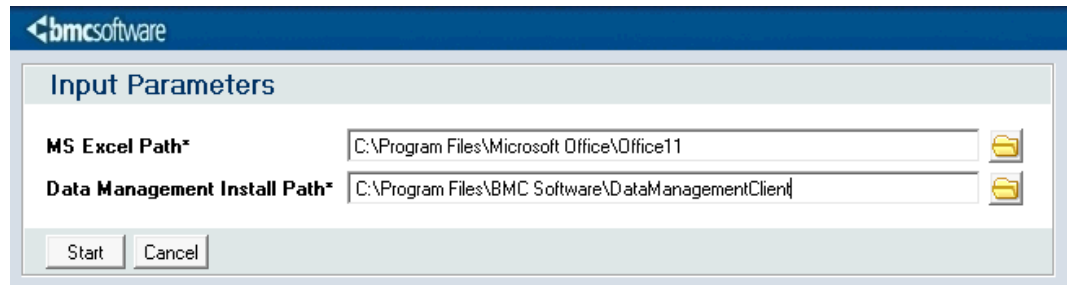 bmcsoftware
Input Parameters
MS Excel Path* C:\Program Files\Microsoft Office\Office11
Data Management Install Path* C:\Program Files\BMC Software\DataManagementClient
Start Cancel